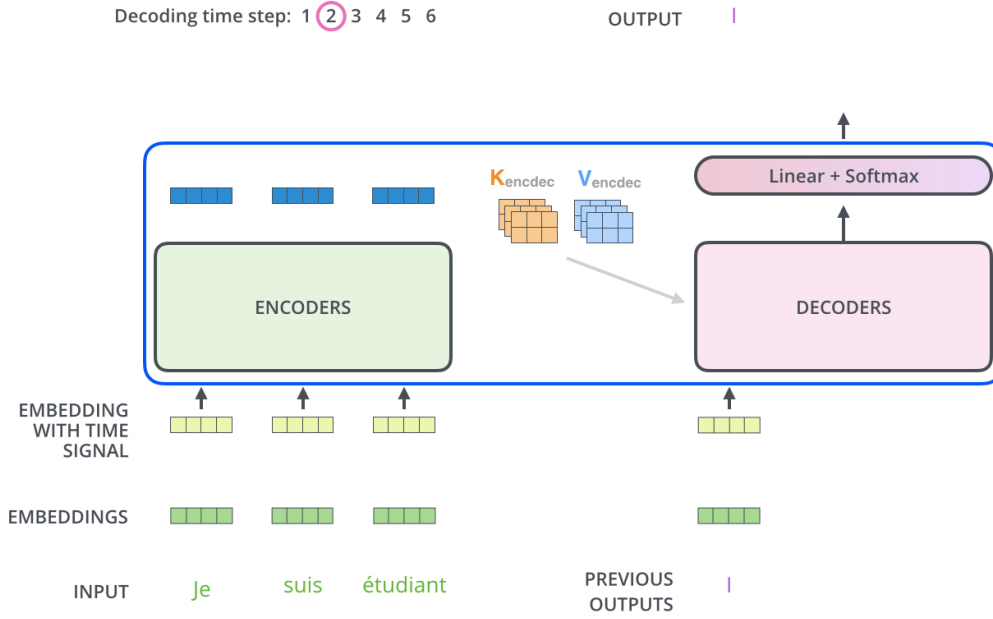 Decoding time step: 1 2 3 4 5 6
OUTPUT I
Kencdec Vencdec
Linear + Softmax
ENCODERS
DECODERS
EMBEDDING
WITH TIME
SIGNAL
EMBEDDINGS
INPUT Je suis étudiant
PREVIOUS
OUTPUTS
I